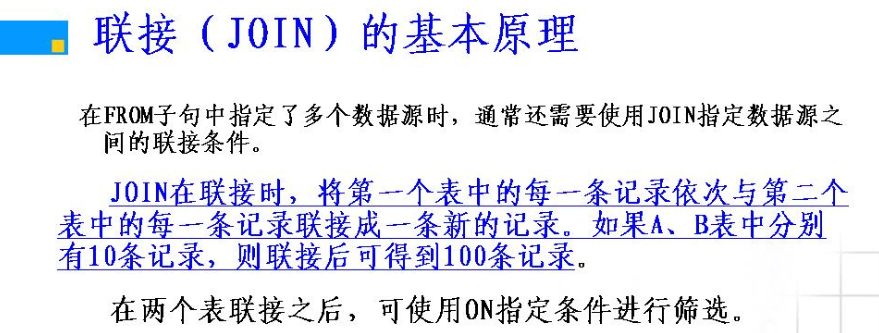 联接（JOIN）的基本原理
在FROM子句中指定了多个数据源时，通常还需要使用JOIN指定数据源之
间的联接条件。
JOIN在联接时，将第一个表中的每一条记录依次与第二个
表中的每一条记录联接成一条新的记录。如果A、B表中分别
有10条记录，则联接后可得到100条记录。
在两个表联接之后，可使用ON指定条件进行筛选。